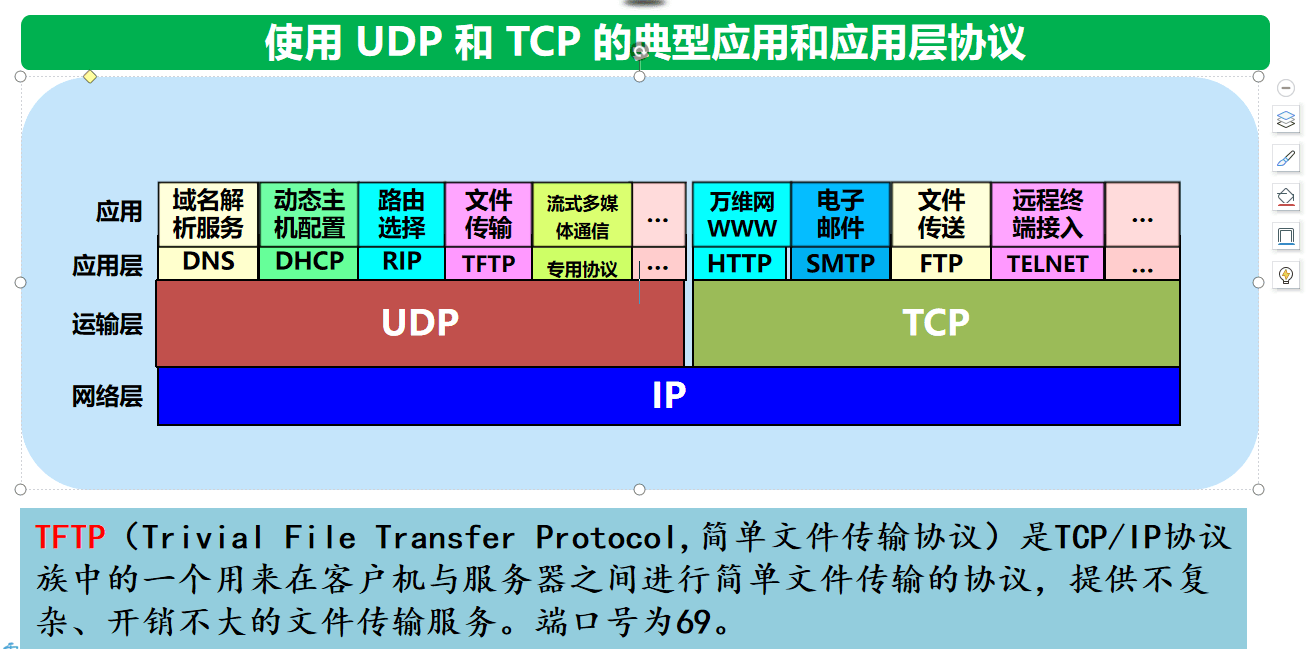 使用 UDP 和 TCP 的典型应用和应用层协议
应用
域名解
析服务
动态主
机配置
路由
选择
文件
传输
流式多媒
体通信
...
万维网
WWW
电子
邮件
文件
传送
远程终
端接入
...
应用层
DNS
DHCP
RIP
TFTP
专用协议
...
HTTP
SMTP
FTP
TELNET
...
运输层
UDP
TCP
网络层
IP
TFTP（Trivial File Transfer Protocol,简单文件传输协议）是TCP/IP协议
族中的一个用来在客户机与服务器之间进行简单文件传输的协议，提供不复
杂、开销不大的文件传输服务。端口号为69。